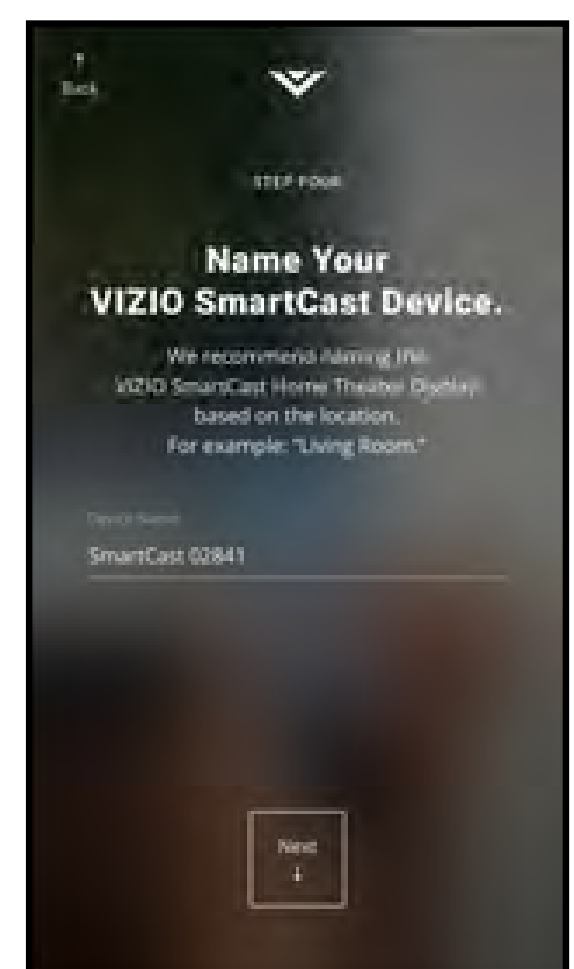 Back
STEP FOUR
Name Your
VIZIO SmartCast Device.
We recommend naming this
VIZIO SmartCast Home Theater Display
based on the location.
For example: "Living Room."
Device Name
SmartCast 02841
Next